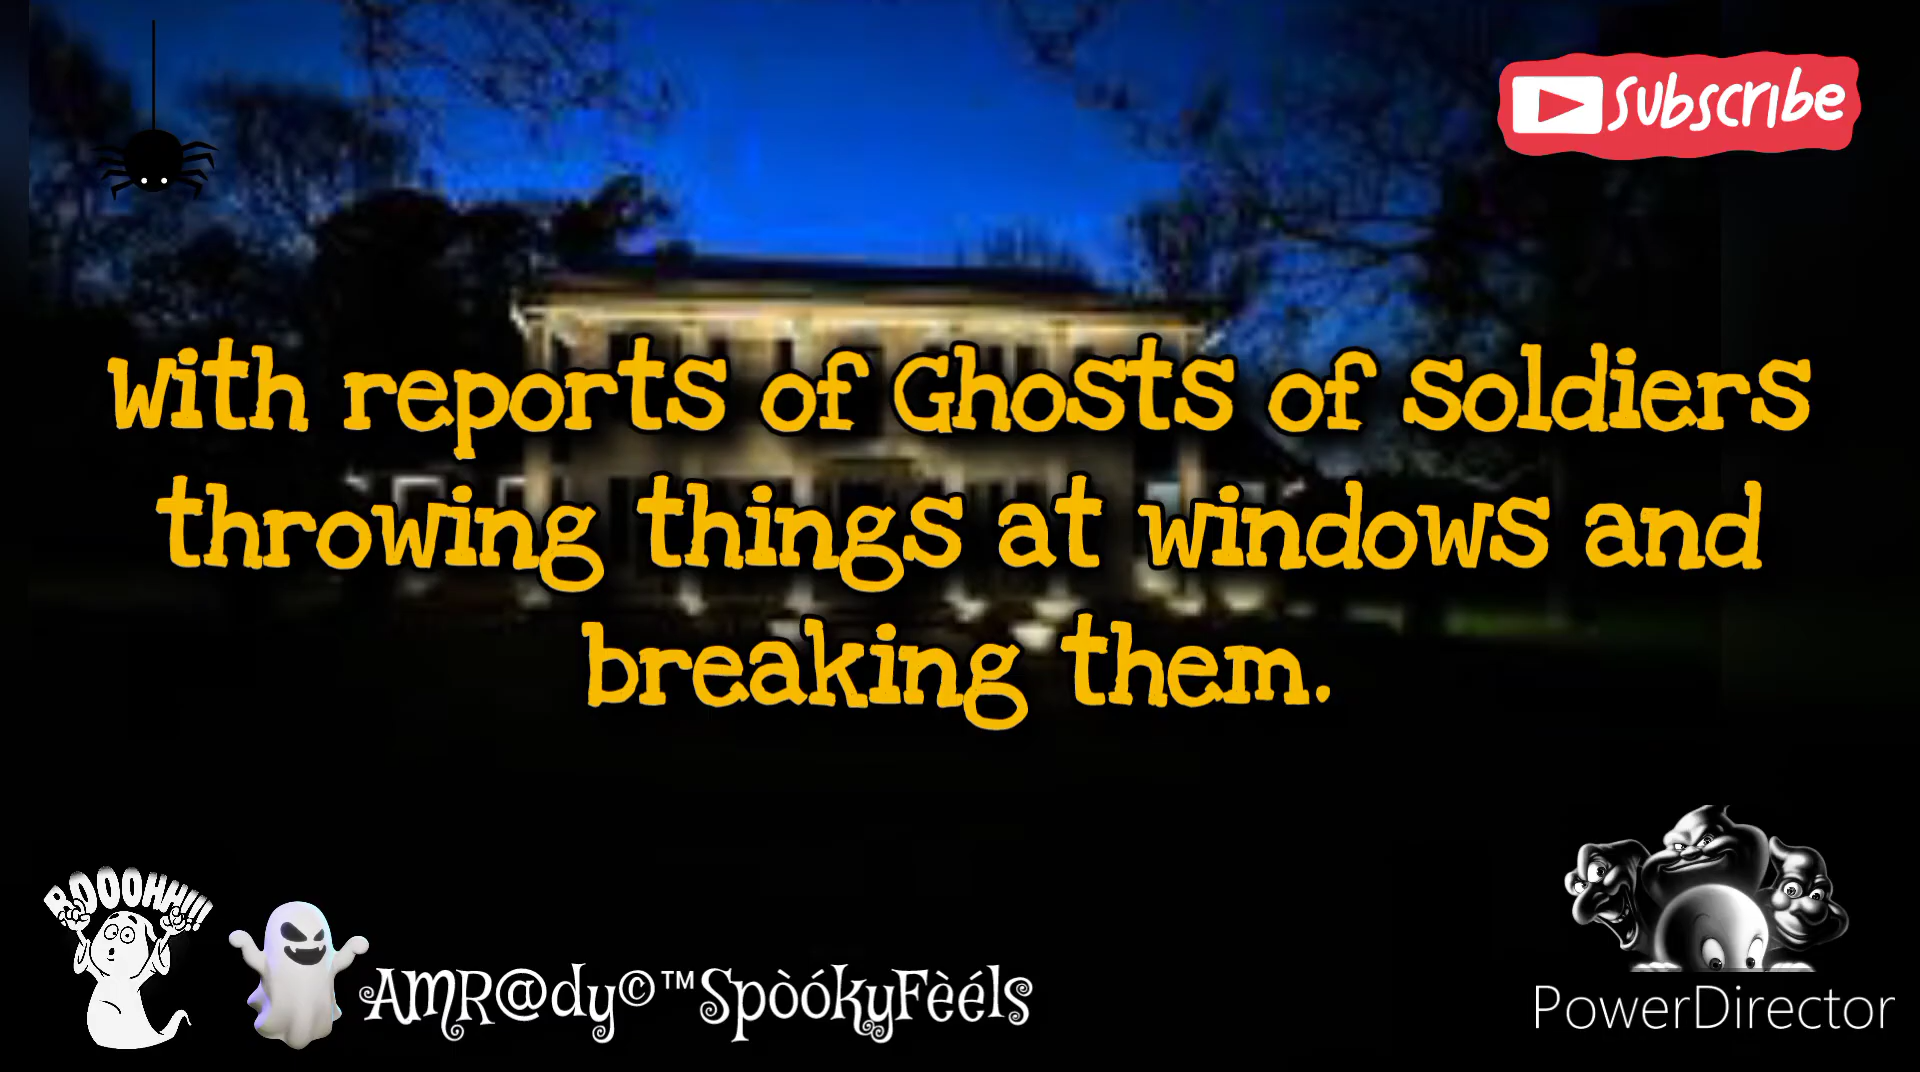 Subscribe
With reports of Ghosts of soldiers
throwing things at windows and
breaking them.
BOOOHH!!!
AMR@dy©™SpòókyFèéls
PowerDirector